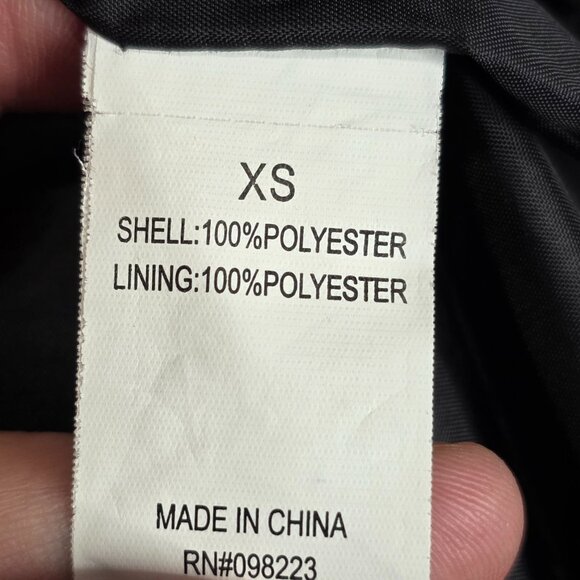 XS
SHELL:100%POLYESTER
LINING:100%POLYESTER
MADE IN CHINA
RN#098223